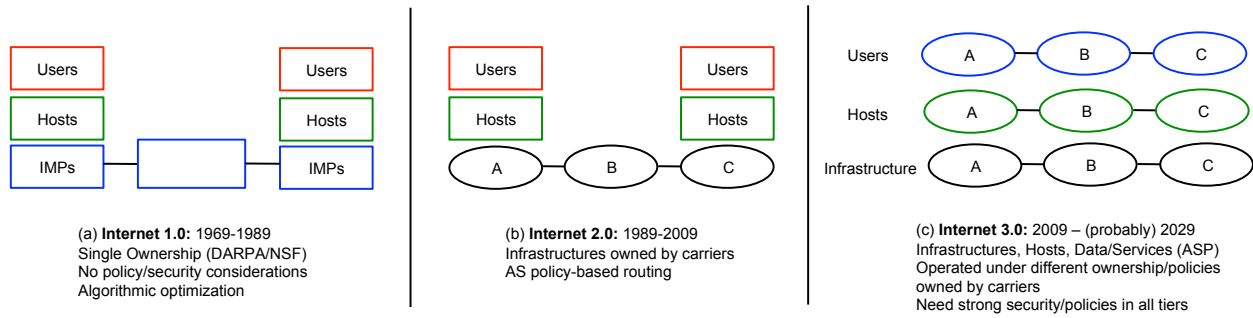 Users
Users
Hosts
Hosts
IMPs
IMPs
(a) Internet 1.0: 1969-1989
Single Ownership (DARPA/NSF)
No policy/security considerations
Algorithmic optimization
Users
Users
Hosts
Hosts
A
B
C
(b) Internet 2.0: 1989-2009
Infrastructures owned by carriers
AS policy-based routing
Users
A
B
C
Hosts
A
B
C
Infrastructure
A
B
C
(c) Internet 3.0: 2009 – (probably) 2029
Infrastructures, Hosts, Data/Services (ASP)
Operated under different ownership/policies
owned by carriers
Need strong security/policies in all tiers